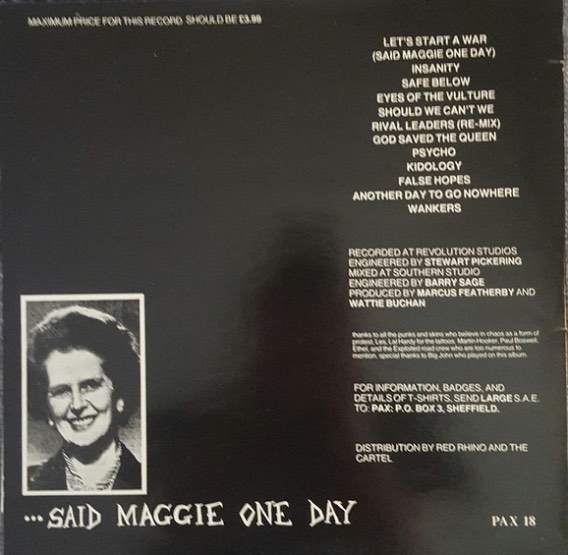 MAXIMUM PRICE FOR THIS RECORD SHOULD BE £3.99
LET'S START A WAR
(SAID MAGGIE ONE DAY)
INSANITY
SAFE BELOW
EYES OF THE VULTURE
SHOULD WE CAN'T WE
RIVAL LEADERS (RE-MIX)
GOD SAVED THE QUEEN
PSYCHO
KIDOLOGY
FALSE HOPES
ANOTHER DAY TO GO NOWHERE
WANKERS
RECORDED AT REVOLUTION STUDIOS
ENGINEERED BY STEWART PICKERING
MIXED AT SOUTHERN STUDIO
ENGINEERED BY BARRY SAGE
PRODUCED BY MARCUS FEATHERBY AND
WATTIE BUCHAN
thanks to all the punks and skins who believe in chaos as a form of
protest, Les, Lal Hardy for the tattoos, Martin Hooker, Paul Boswell,
Ethel, and the Exploited road crew who are too numerous to
mention. special thanks to Big John who played on this album.
FOR INFORMATION, BADGES, AND
DETAILS OF T-SHIRTS, SEND LARGE S.A.E.
TO: PAX: P.O. BOX 3, SHEFFIELD.
DISTRIBUTION BY RED RHINO AND THE
CARTEL
...SAID MAGGIE ONE DAY
PAX 18